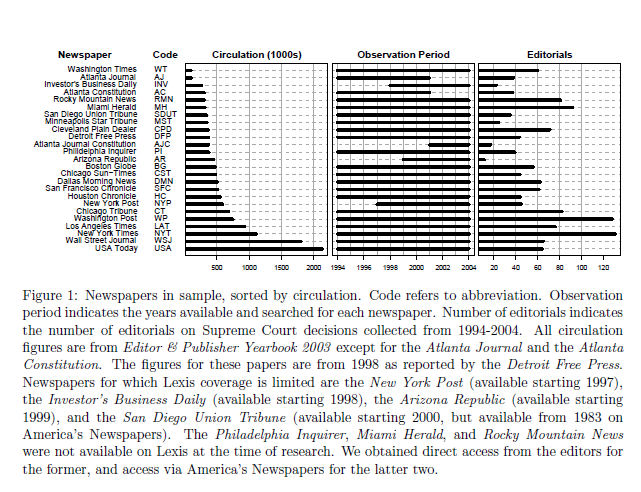 Newspaper Code Circulation (1000s) Observation Period Editorials
Washington Times WT
Atlanta Journal AJ
Investor's Business Daily INV
Atlanta Constitution AC
Rocky Mountain News RMN
Miami Herald MH
San Diego Union Tribune SDUT
Minneapolis Star Tribune MST
Cleveland Plain Dealer CPD
Detroit Free Press DFP
Atlanta Journal Constitution AJC
Philidelphia Inquirer PI
Arizona Republic AR
Boston Globe BG
Chicago Sun-Times CST
Dallas Morning News DMN
San Francisco Chronicle SFC
Houston Chronicle HC
New York Post NYP
Chicago Tribune CT
Washington Post WP
Los Angeles Times LAT
New York Times NYT
Wall Street Journal WSJ
USA Today USA
500 1000 1500 2000 1994 1996 1998 2000 2002 2004 20 40 60 80 100 120
Figure 1: Newspapers in sample, sorted by circulation. Code refers to abbreviation. Observation
period indicates the years available and searched for each newspaper. Number of editorials indicates
the number of editorials on Supreme Court decisions collected from 1994-2004. All circulation
figures are from Editor & Publisher Yearbook 2003 except for the Atlanta Journal and the Atlanta
Constitution. The figures for these papers are from 1998 as reported by the Detroit Free Press.
Newspapers for which Lexis coverage is limited are the New York Post (available starting 1997),
the Investor's Business Daily (available starting 1998), the Arizona Republic (available starting
1999), and the San Diego Union Tribune (available starting 2000, but available from 1983 on
America's Newspapers). The Philadelphia Inquirer, Miami Herald, and Rocky Mountain News
were not available on Lexis at the time of research. We obtained direct access from the editors for
the former, and access via America's Newspapers for the latter two.